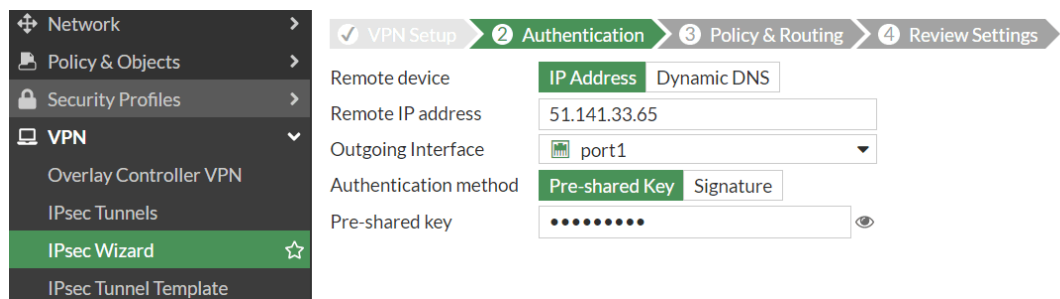 Network
Policy & Objects
Security Profiles
VPN
Overlay Controller VPN
IPsec Tunnels
IPsec Wizard
IPsec Tunnel Template
VPN Setup 2 Authentication 3 Policy & Routing 4 Review Settings
Remote device IP Address Dynamic DNS
Remote IP address 51.141.33.65
Outgoing Interface port1
Authentication method Pre-shared Key Signature
Pre-shared key •••••••••